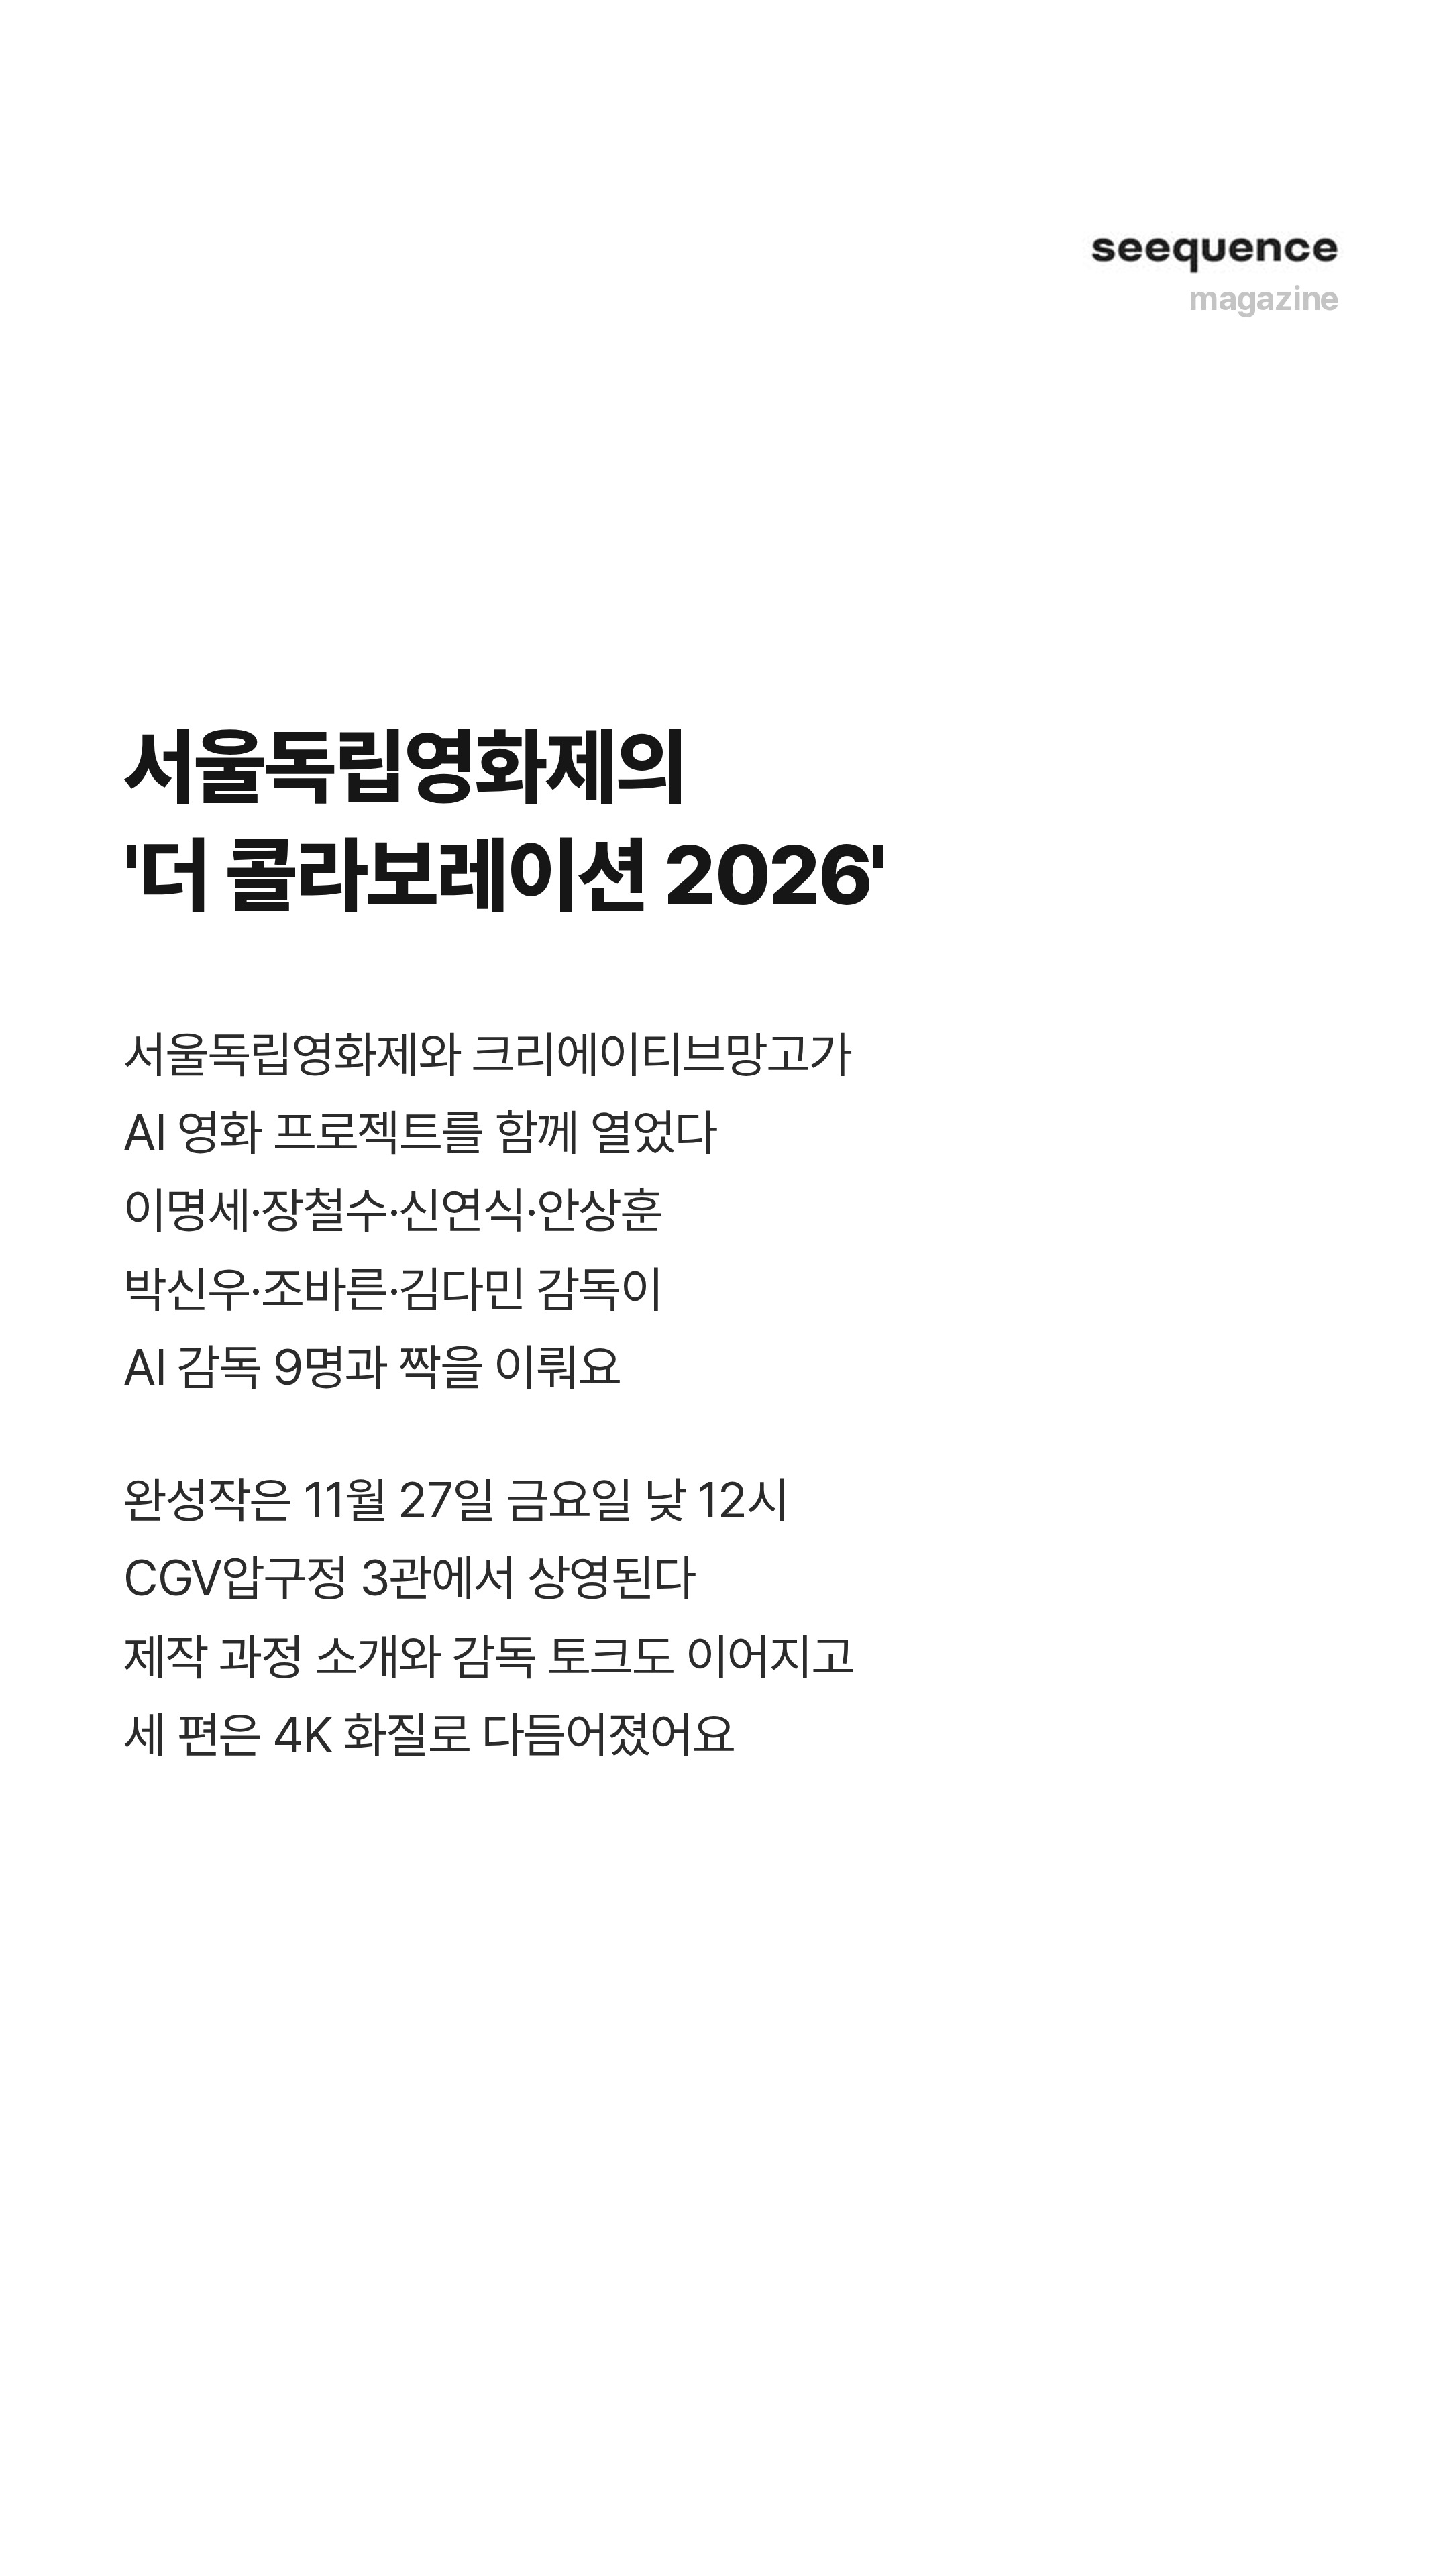 seequence
magazine
서울독립영화제의
'더 콜라보레이션 2026'
서울독립영화제와 크리에이티브망고가
AI 영화 프로젝트를 함께 열었다
이명세·장철수·신연식·안상훈
박신우·조바른·김다민 감독이
AI 감독 9명과 짝을 이뤄요
완성작은 11월 27일 금요일 낮 12시
CGV압구정 3관에서 상영된다
제작 과정 소개와 감독 토크도 이어지고
세 편은 4K 화질로 다듬어졌어요